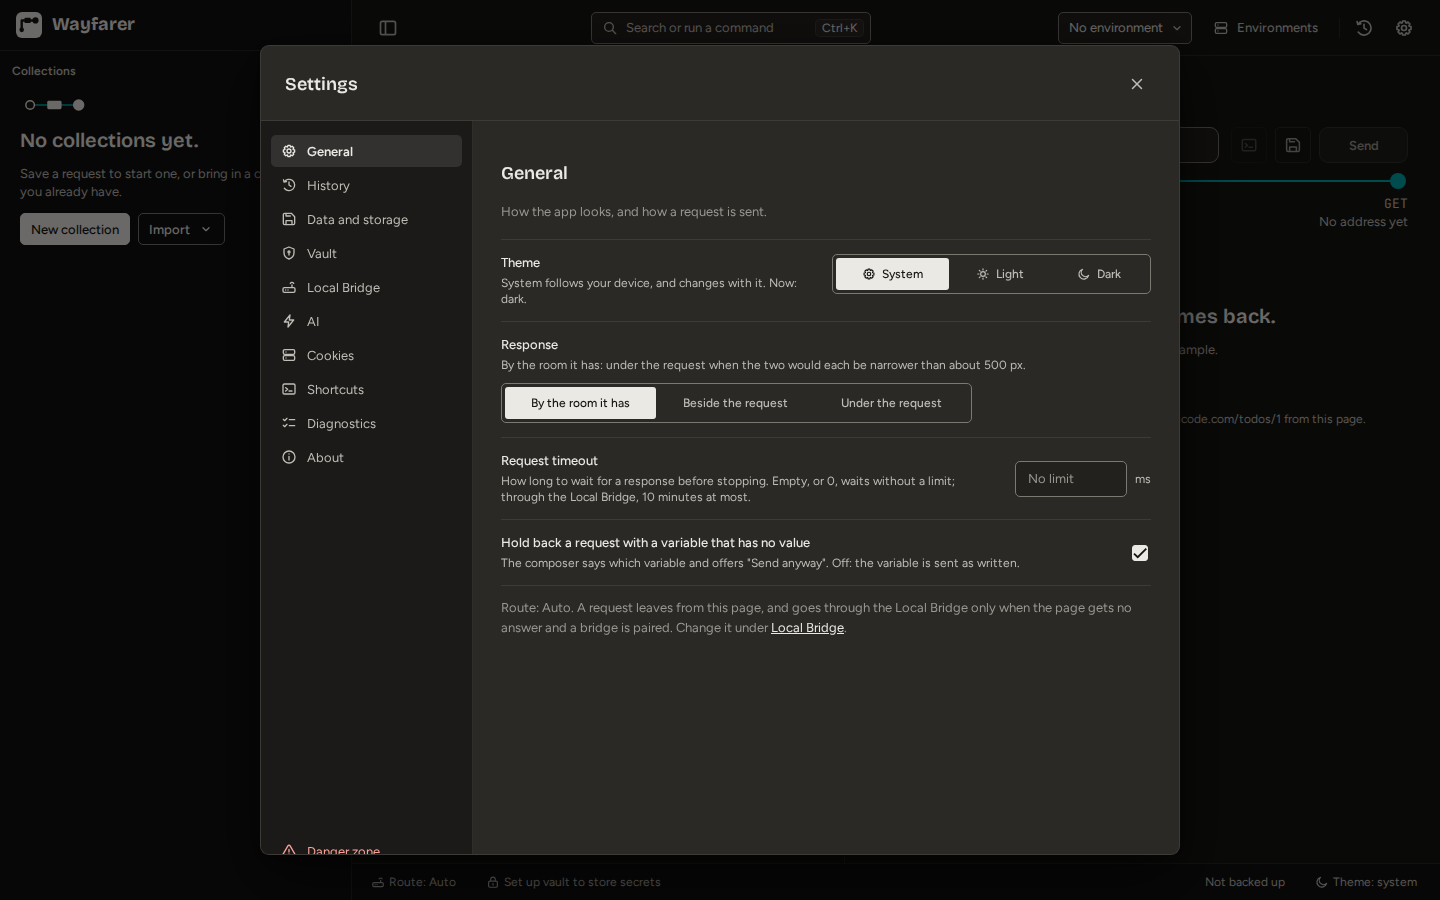 Wayfarer
Search or run a command
Ctrl+K
No environment
Environments
Collections
No collections yet.
Save a request to start one, or bring in a c
you already have.
New collection
Import
Settings
General
History
Data and storage
Vault
Local Bridge
AI
Cookies
Shortcuts
Diagnostics
About
Danger zone
General
How the app looks, and how a request is sent.
Theme
System follows your device, and changes with it. Now:
dark.
System
Light
Dark
Response
By the room it has: under the request when the two would each be narrower than about 500 px.
By the room it has
Beside the request
Under the request
Request timeout
How long to wait for a response before stopping. Empty, or 0, waits without a limit;
through the Local Bridge, 10 minutes at most.
No limit
ms
Hold back a request with a variable that has no value
The composer says which variable and offers "Send anyway". Off: the variable is sent as written.
Route: Auto. A request leaves from this page, and goes through the Local Bridge only when the page gets no
answer and a bridge is paired. Change it under Local Bridge.
Send
GET
No address yet
mes back.
ample.
code.com/todos/1 from this page.
Route: Auto
Set up vault to store secrets
Not backed up
Theme: system